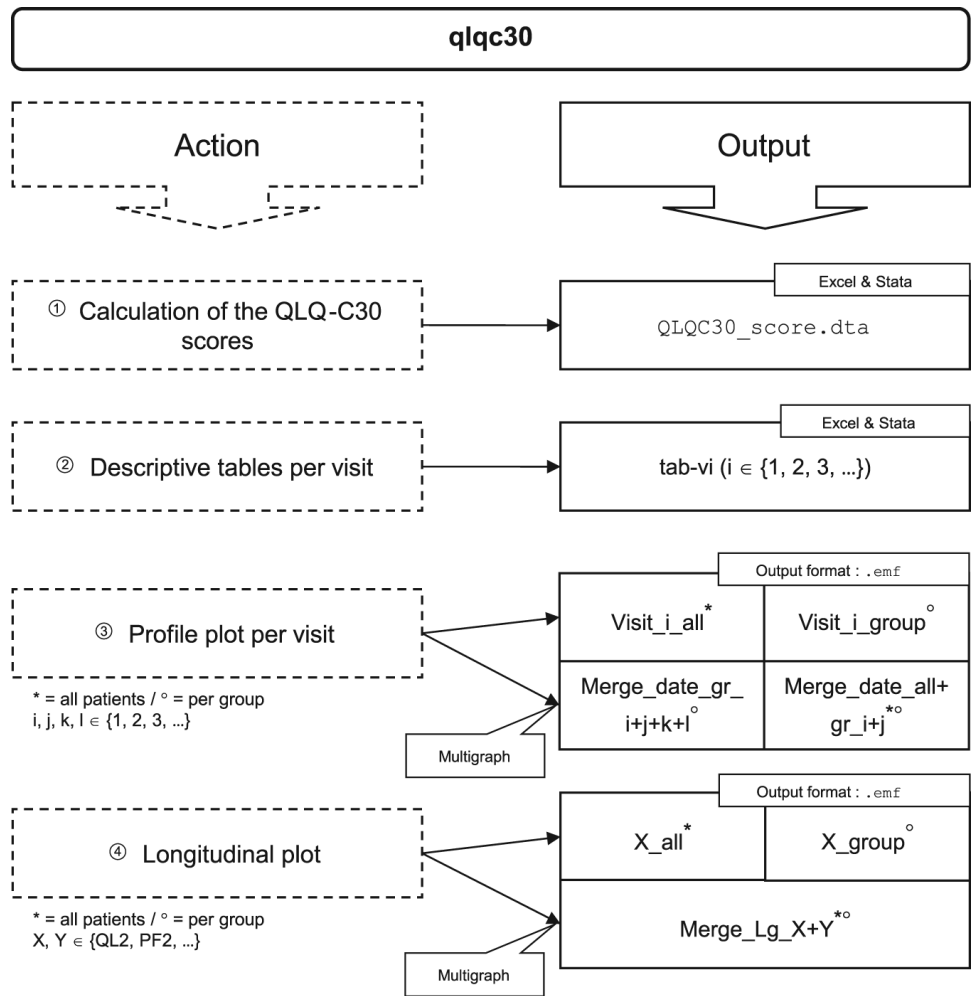 qlqc30
Action
Output
① Calculation of the QLQ-C30
scores
Excel & Stata
QLQC30_score.dta
② Descriptive tables per visit
Excel & Stata
tab-vi (i ∈ {1, 2, 3, ...})
③ Profile plot per visit
* = all patients / ° = per group
i, j, k, l ∈ {1, 2, 3, ...}
Output format : .emf
Visit_i_all*
Visit_i_group°
Merge_date_gr_
i+j+k+l°
Merge_date_all+
gr_i+j*°
Multigraph
④ Longitudinal plot
* = all patients / ° = per group
X, Y ∈ {QL2, PF2, ...}
Output format : .emf
X_all*
X_group°
Merge_Lg_X+Y*°
Multigraph